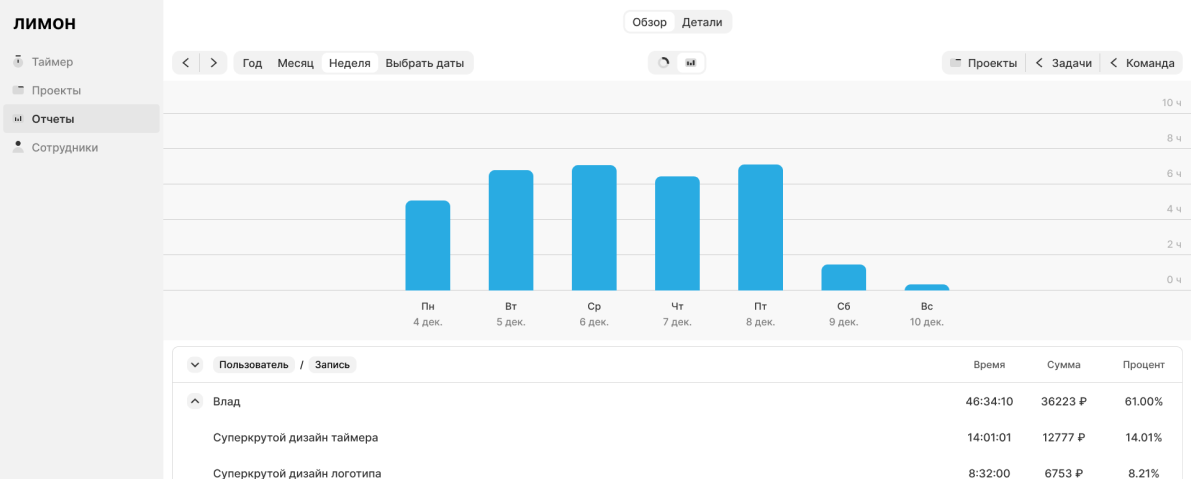 ЛИМОН
Таймер
Проекты
Отчеты
Сотрудники
Обзор Детали
Год Месяц Неделя Выбрать даты
Проекты Задачи Команда
10 ч
8 ч
6 ч
4 ч
2 ч
0 ч
Пн Вт Ср Чт Пт Сб Вс
4 дек. 5 дек. 6 дек. 7 дек. 8 дек. 9 дек. 10 дек.
Пользователь / Запись Время Сумма Процент
Влад 46:34:10 36223 ₽ 61.00%
Суперкрутой дизайн таймера 14:01:01 12777 ₽ 14.01%
Суперкрутой дизайн логотипа 8:32:00 6753 ₽ 8.21%